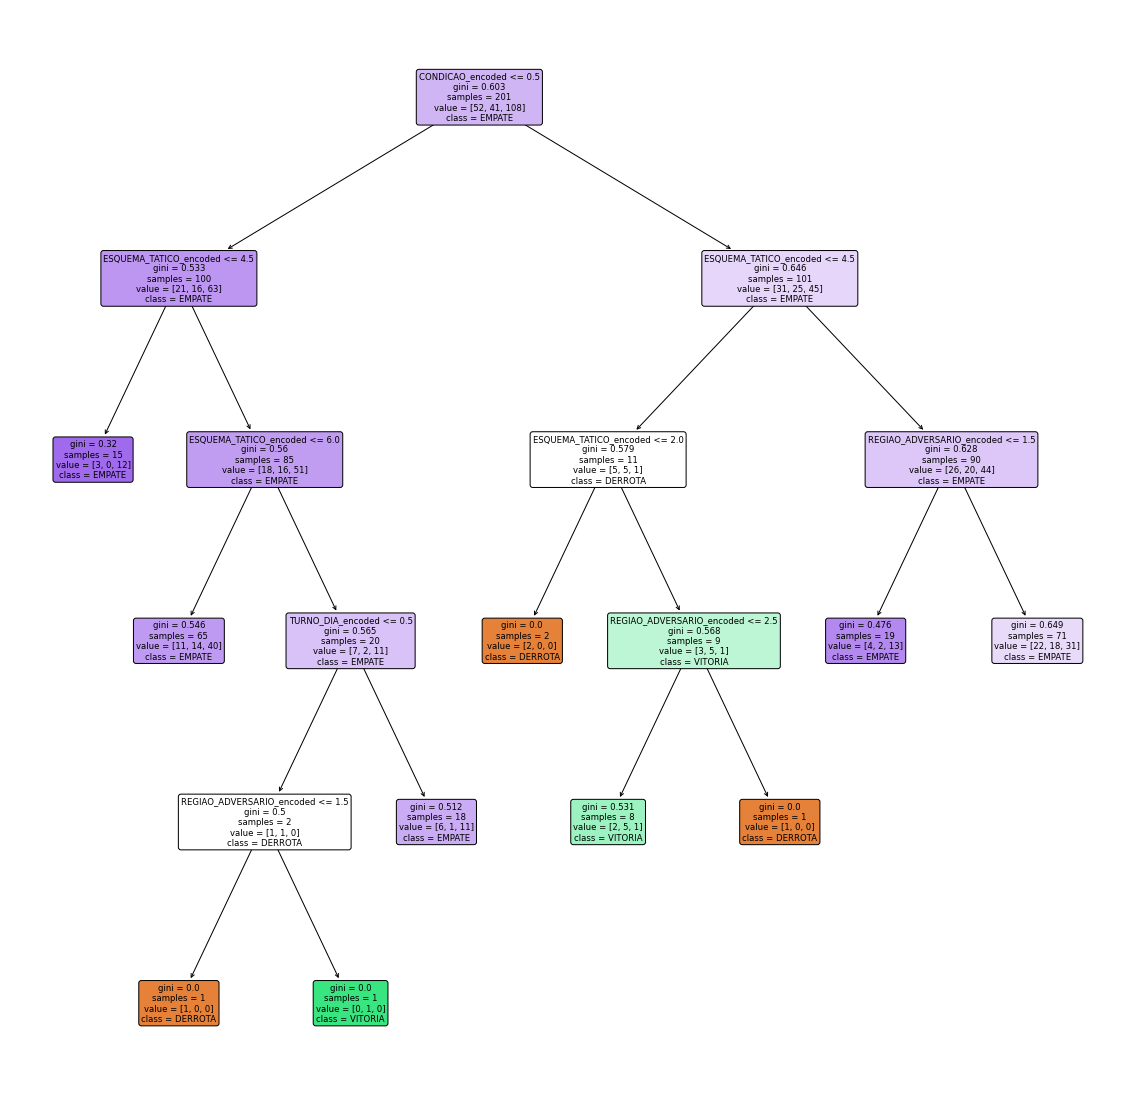 CONDICAO_encoded <= 0.5
gini = 0.603
samples = 201
value = [52, 41, 108]
class = EMPATE
ESQUEMA_TATICO_encoded <= 4.5
gini = 0.533
samples = 100
value = [21, 16, 63]
class = EMPATE
ESQUEMA_TATICO_encoded <= 4.5
gini = 0.646
samples = 101
value = [31, 25, 45]
class = EMPATE
gini = 0.32
samples = 15
value = [3, 0, 12]
class = EMPATE
ESQUEMA_TATICO_encoded <= 6.0
gini = 0.56
samples = 85
value = [18, 16, 51]
class = EMPATE
ESQUEMA_TATICO_encoded <= 2.0
gini = 0.579
samples = 11
value = [5, 5, 1]
class = DERROTA
REGIAO_ADVERSARIO_encoded <= 1.5
gini = 0.628
samples = 90
value = [26, 20, 44]
class = EMPATE
gini = 0.546
samples = 65
value = [11, 14, 40]
class = EMPATE
TURNO_DIA_encoded <= 0.5
gini = 0.565
samples = 20
value = [7, 2, 11]
class = EMPATE
gini = 0.0
samples = 2
value = [2, 0, 0]
class = DERROTA
REGIAO_ADVERSARIO_encoded <= 2.5
gini = 0.568
samples = 9
value = [3, 5, 1]
class = VITORIA
gini = 0.476
samples = 19
value = [4, 2, 13]
class = EMPATE
gini = 0.649
samples = 71
value = [22, 18, 31]
class = EMPATE
REGIAO_ADVERSARIO_encoded <= 1.5
gini = 0.5
samples = 2
value = [1, 1, 0]
class = DERROTA
gini = 0.512
samples = 18
value = [6, 1, 11]
class = EMPATE
gini = 0.531
samples = 8
value = [2, 5, 1]
class = VITORIA
gini = 0.0
samples = 1
value = [1, 0, 0]
class = DERROTA
gini = 0.0
samples = 1
value = [1, 0, 0]
class = DERROTA
gini = 0.0
samples = 1
value = [0, 1, 0]
class = VITORIA